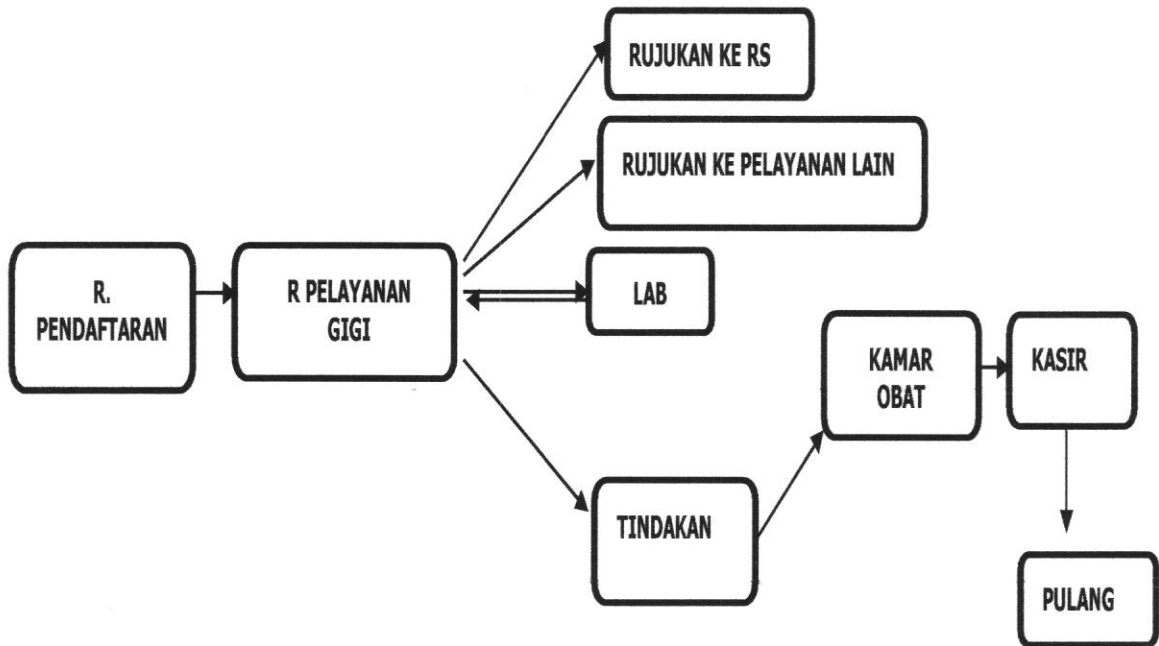 RUJUKAN KE RS
RUJUKAN KE PELAYANAN LAIN
R.
PENDAFTARAN
R PELAYANAN
GIGI
LAB
KAMAR
OBAT
KASIR
TINDAKAN
PULANG